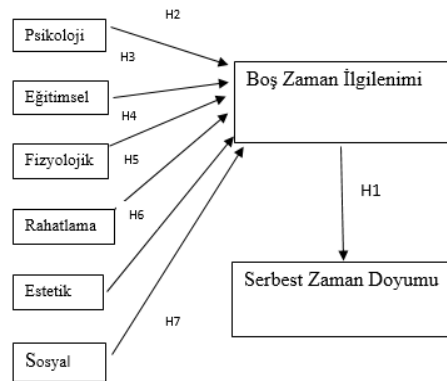 H2
Psikoloji
H3
Boş Zaman İlgilenimi
Eğitimsel
H4
Fizyolojik
H5
H1
Rahatlama
H6
Serbest Zaman Doyumu
Estetik
H7
Sosyal